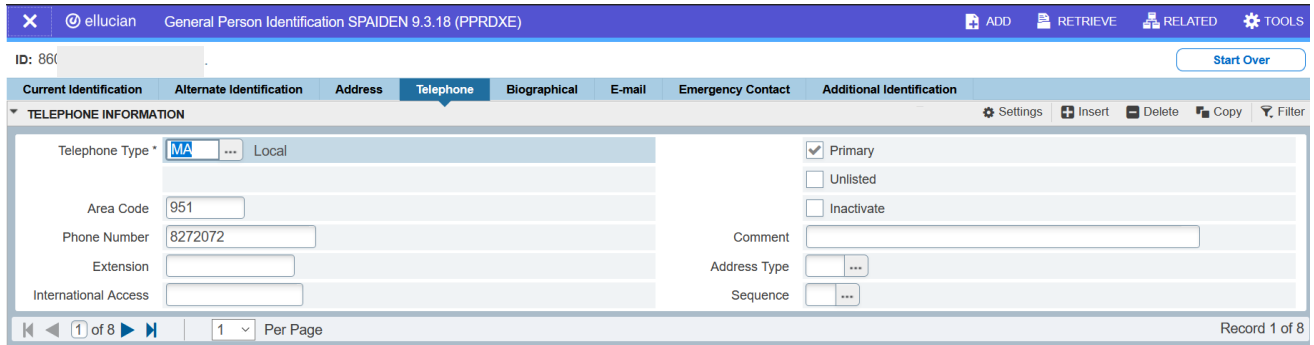 ellucian General Person Identification SPAIDEN 9.3.18 (PPRDXE) ADD RETRIEVE RELATED TOOLS
ID: 860 .
Start Over
Current Identification Alternate Identification Address Telephone Biographical E-mail Emergency Contact Additional Identification
TELEPHONE INFORMATION Settings Insert Delete Copy Filter
Telephone Type * MA ... Local Primary
Unlisted
Area Code 951 Inactivate
Phone Number 8272072 Comment
Extension Address Type ...
International Access Sequence ...
1 of 8 1 Per Page Record 1 of 8